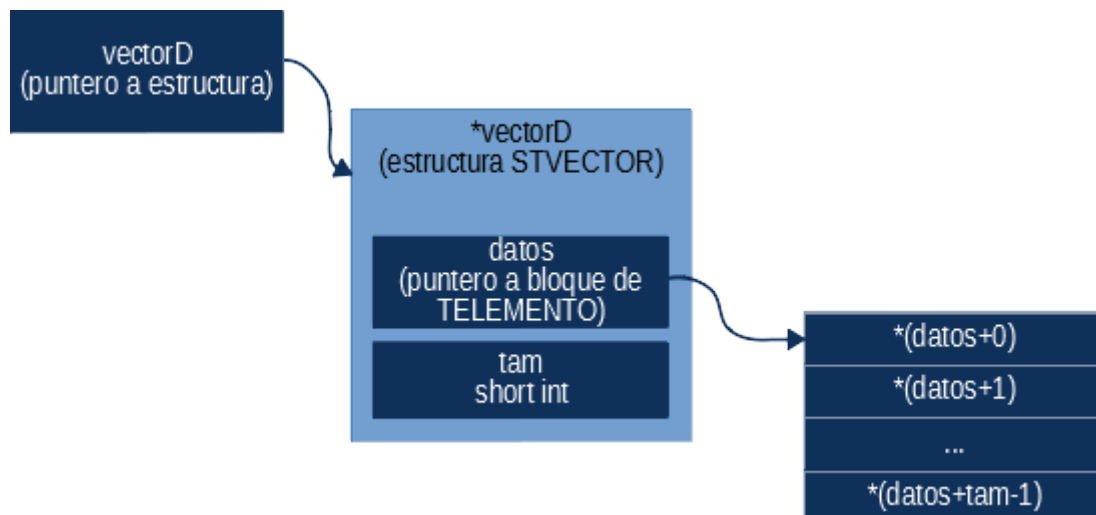 vectorD
(puntero a estructura)
*vectorD
(estructura STVECTOR)
datos
(puntero a bloque de
TELEMENTO)
tam
short int
*(datos+0)
*(datos+1)
...
*(datos+tam-1)